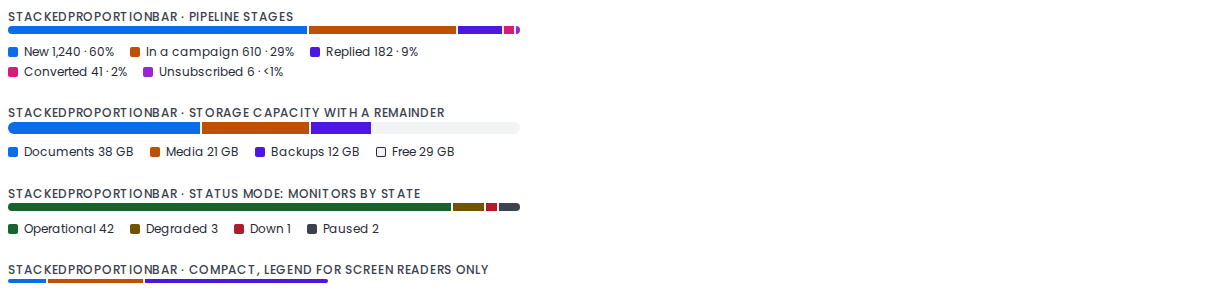 STACKEDPROPORTIONBAR · PIPELINE STAGES
New 1,240 · 60% In a campaign 610 · 29% Replied 182 · 9%
Converted 41 · 2% Unsubscribed 6 · <1%
STACKEDPROPORTIONBAR · STORAGE CAPACITY WITH A REMAINDER
Documents 38 GB Media 21 GB Backups 12 GB Free 29 GB
STACKEDPROPORTIONBAR · STATUS MODE: MONITORS BY STATE
Operational 42 Degraded 3 Down 1 Paused 2
STACKEDPROPORTIONBAR · COMPACT, LEGEND FOR SCREEN READERS ONLY